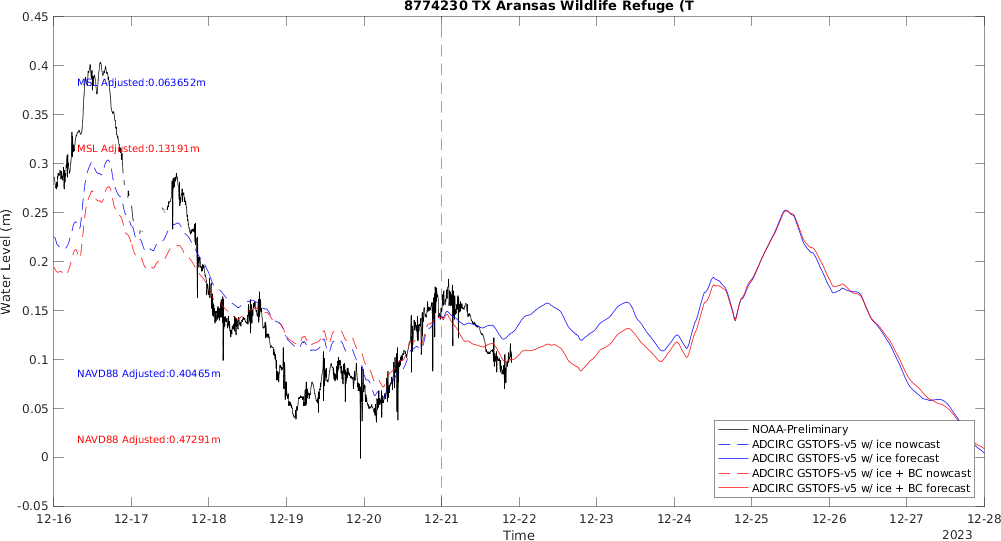 8774230 TX Aransas Wildlife Refuge (T
0.45
0.4
MSL Adjusted:0.063652m
0.35
MSL Adjusted:0.13191m
0.3
0.25
0.2
Water Level (m)
0.15
0.1
NAVD88 Adjusted:0.40465m
0.05
NAVD88 Adjusted:0.47291m
0
-0.05
NOAA-Preliminary
ADCIRC GSTOFS-v5 w/ ice nowcast
ADCIRC GSTOFS-v5 w/ ice forecast
ADCIRC GSTOFS-v5 w/ ice + BC nowcast
ADCIRC GSTOFS-v5 w/ ice + BC forecast
12-16 12-17 12-18 12-19 12-20 12-21 12-22 12-23 12-24 12-25 12-26 12-27 12-28
Time
2023